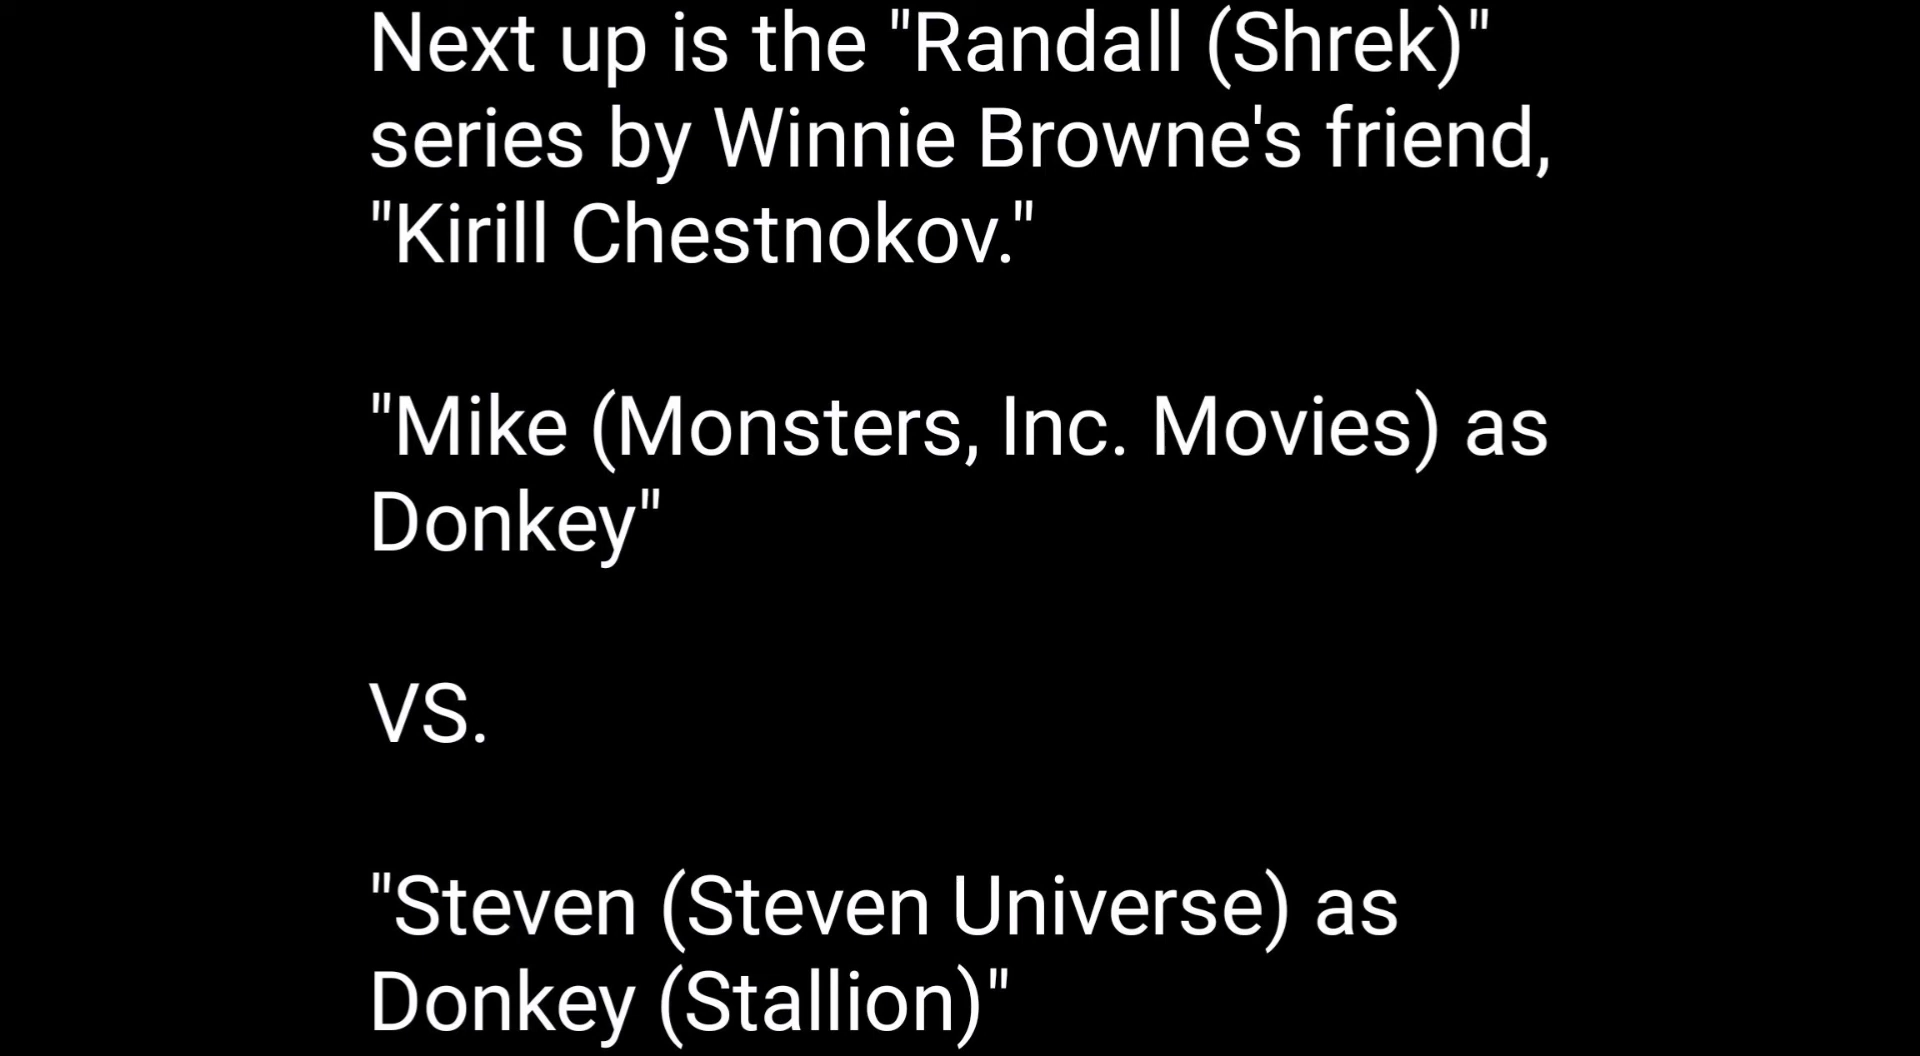 Next up is the "Randall (Shrek)"
series by Winnie Browne's friend,
"Kirill Chestnokov."
"Mike (Monsters, Inc. Movies) as
Donkey"
VS.
"Steven (Steven Universe) as
Donkey (Stallion)"